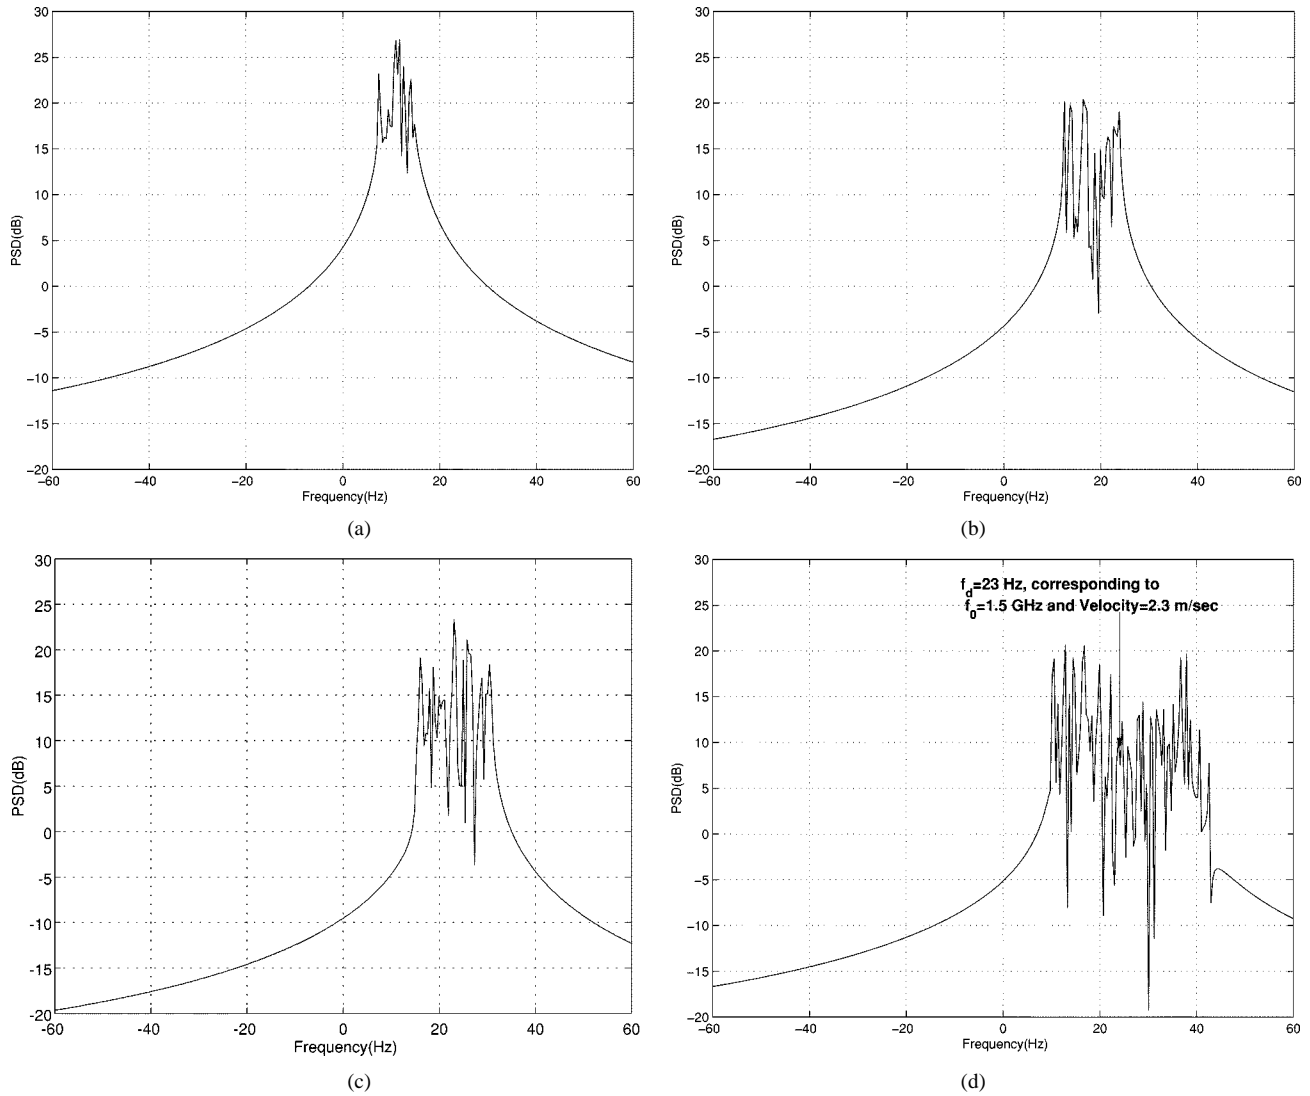 30
25
20
15
10
5
0
−5
−10
−15
−20
PSD(dB)
−60 −40 −20 0 20 40 60
Frequency(Hz)
(a)
30
25
20
15
10
5
0
−5
−10
−15
−20
PSD(dB)
−60 −40 −20 0 20 40 60
Frequency(Hz)
(b)
30
25
20
15
10
5
0
-5
-10
-15
-20
PSD(dB)
-60 -40 -20 0 20 40 60
Frequency(Hz)
(c)
f_d=23 Hz, corresponding to
f_0=1.5 GHz and Velocity=2.3 m/sec
30
25
20
15
10
5
0
−5
−10
−15
−20
PSD(dB)
−60 −40 −20 0 20 40 60
Frequency(Hz)
(d)